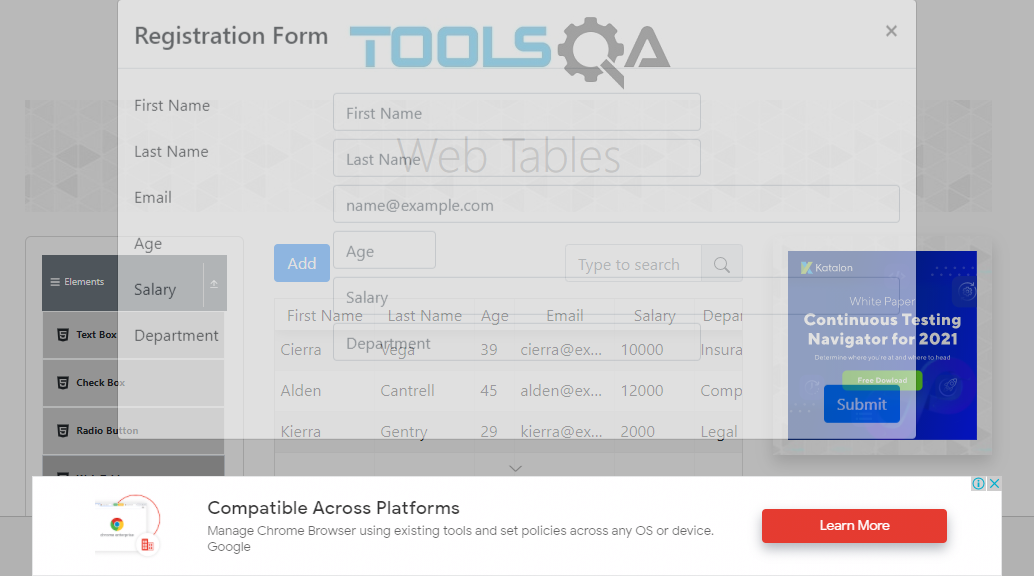 Registration Form
×
TOOLSQA
First Name
First Name
Web Tables
Last Name
Last Name
Email
name@example.com
Age
Age
Add
Type to search
Salary
Salary
Department
Department
Submit
Elements
Text Box
Check Box
Radio Button
First Name Last Name Age Email Salary Depar
Cierra Vega 39 cierra@ex... 10000 Insura
Alden Cantrell 45 alden@ex... 12000 Comp
Kierra Gentry 29 kierra@ex... 2000 Legal
Katalon
White Paper
Continuous Testing
Navigator for 2021
Determine where you're at and where to head
Free Dowload
Compatible Across Platforms
Manage Chrome Browser using existing tools and set policies across any OS or device.
Google
Learn More